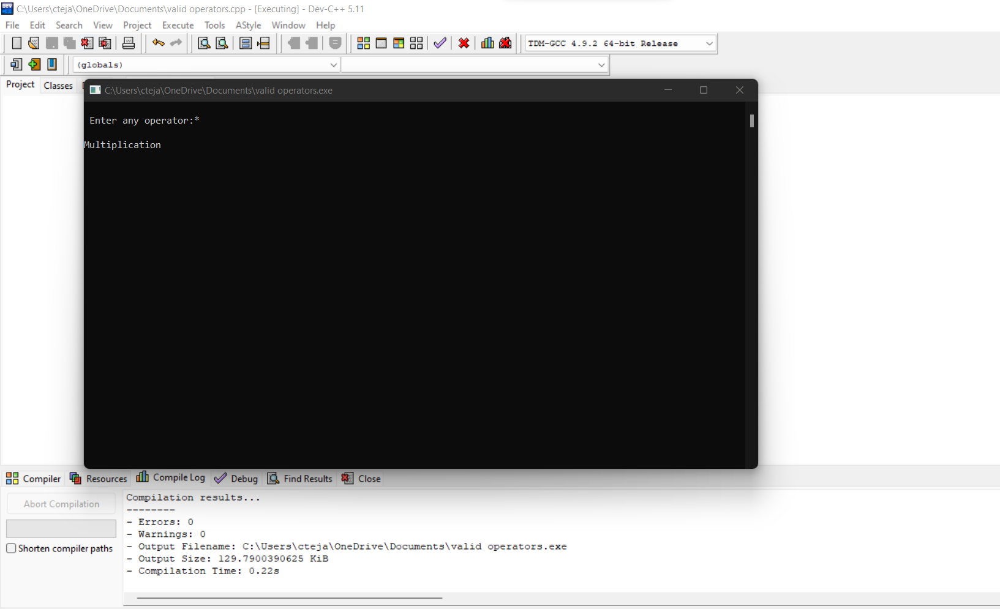 C:\Users\cteja\OneDrive\Documents\valid operators.cpp - [Executing] - Dev-C++ 5.11
File Edit Search View Project Execute Tools AStyle Window Help
TDM-GCC 4.9.2 64-bit Release
(globals)
Project Classes
C:\Users\cteja\OneDrive\Documents\valid operators.exe
Enter any operator:*
Multiplication
Compiler Resources Compile Log Debug Find Results Close
Abort Compilation
Shorten compiler paths
Compilation results...
--------
- Errors: 0
- Warnings: 0
- Output Filename: C:\Users\cteja\OneDrive\Documents\valid operators.exe
- Output Size: 129.7900390625 KiB
- Compilation Time: 0.22s